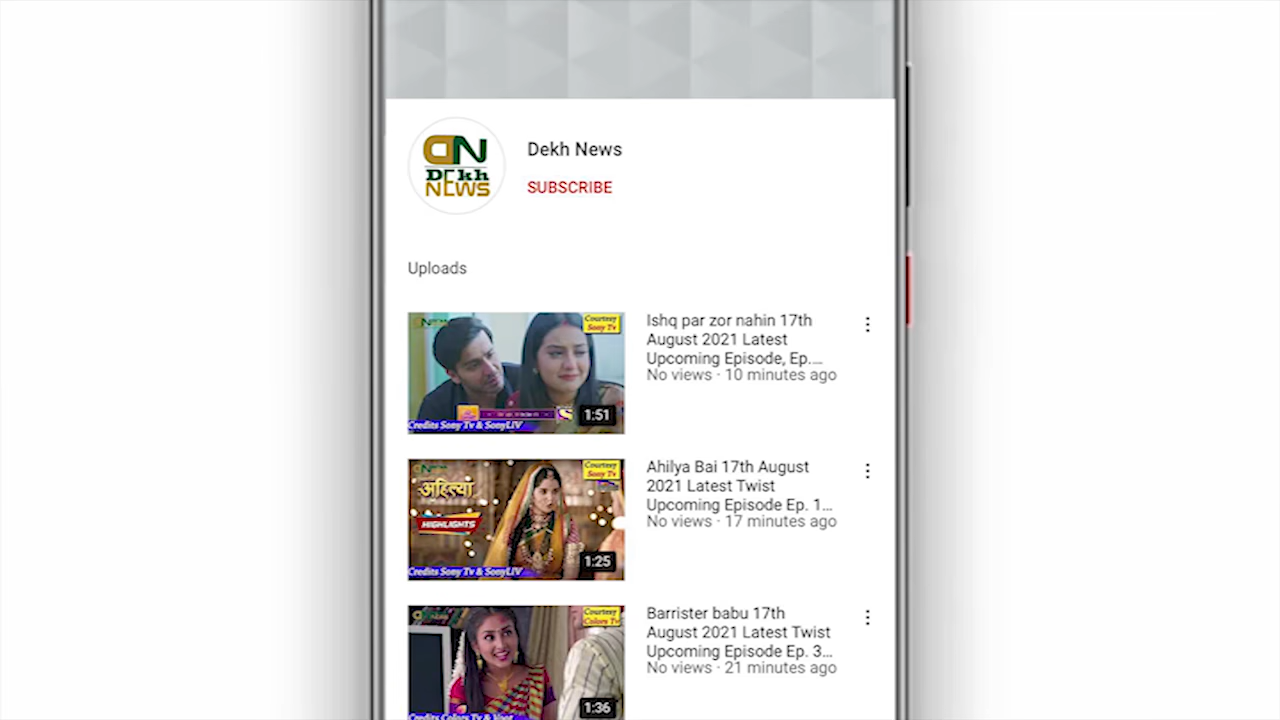 DN
Dekh
NEWS
Dekh News
SUBSCRIBE
Uploads
Courtesy
Sony Tv
1:51
Credits Sony Tv & SonyLIV
Ishq par zor nahin 17th
August 2021 Latest
Upcoming Episode, Ep.…
No views · 10 minutes ago
Courtesy
Sony Tv
अहिल्या
HIGHLIGHTS
1:25
Credits Sony Tv & SonyLIV
Ahilya Bai 17th August
2021 Latest Twist
Upcoming Episode Ep. 1…
No views · 17 minutes ago
Courtesy
Colors Tv
1:36
Credits Colors Tv & Voot
Barrister babu 17th
August 2021 Latest Twist
Upcoming Episode Ep. 3…
No views · 21 minutes ago